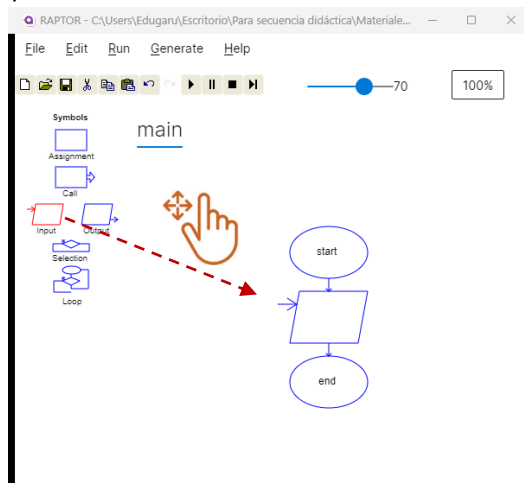 RAPTOR - C:\Users\Edugaru\Escritorio\Para secuencia didáctica\Materiale...
File Edit Run Generate Help
70
100%
Symbols
main
Assignment
Call
Input Output
Selection
Loop
start
end